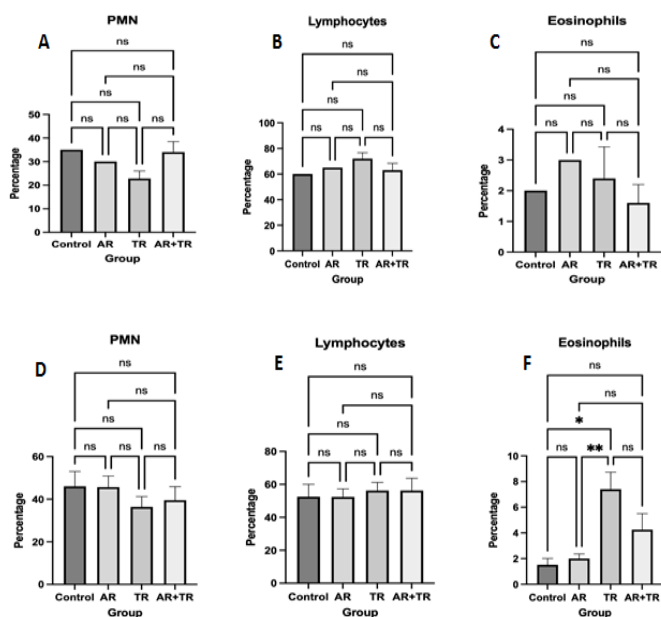 PMN
A
ns
ns
ns
ns
ns
ns
Percentage
50
40
30
20
10
0
Control AR TR AR+TR
Group
Lymphocytes
B
ns
ns
ns
ns
ns
ns
Percentage
100
80
60
40
20
0
Control AR TR AR+TR
Group
Eosinophils
C
ns
ns
ns
ns
ns
ns
Percentage
4
3
2
1
0
Control AR TR AR+TR
Group
PMN
D
ns
ns
ns
ns
ns
ns
Percentage
60
40
20
0
Control AR TR AR+TR
Group
Lymphocytes
E
ns
ns
ns
ns
ns
ns
Percentage
80
60
40
20
0
Control AR TR AR+TR
Group
Eosinophils
F
ns
ns
*
ns
**
ns
Percentage
10
8
6
4
2
0
Control AR TR AR+TR
Group